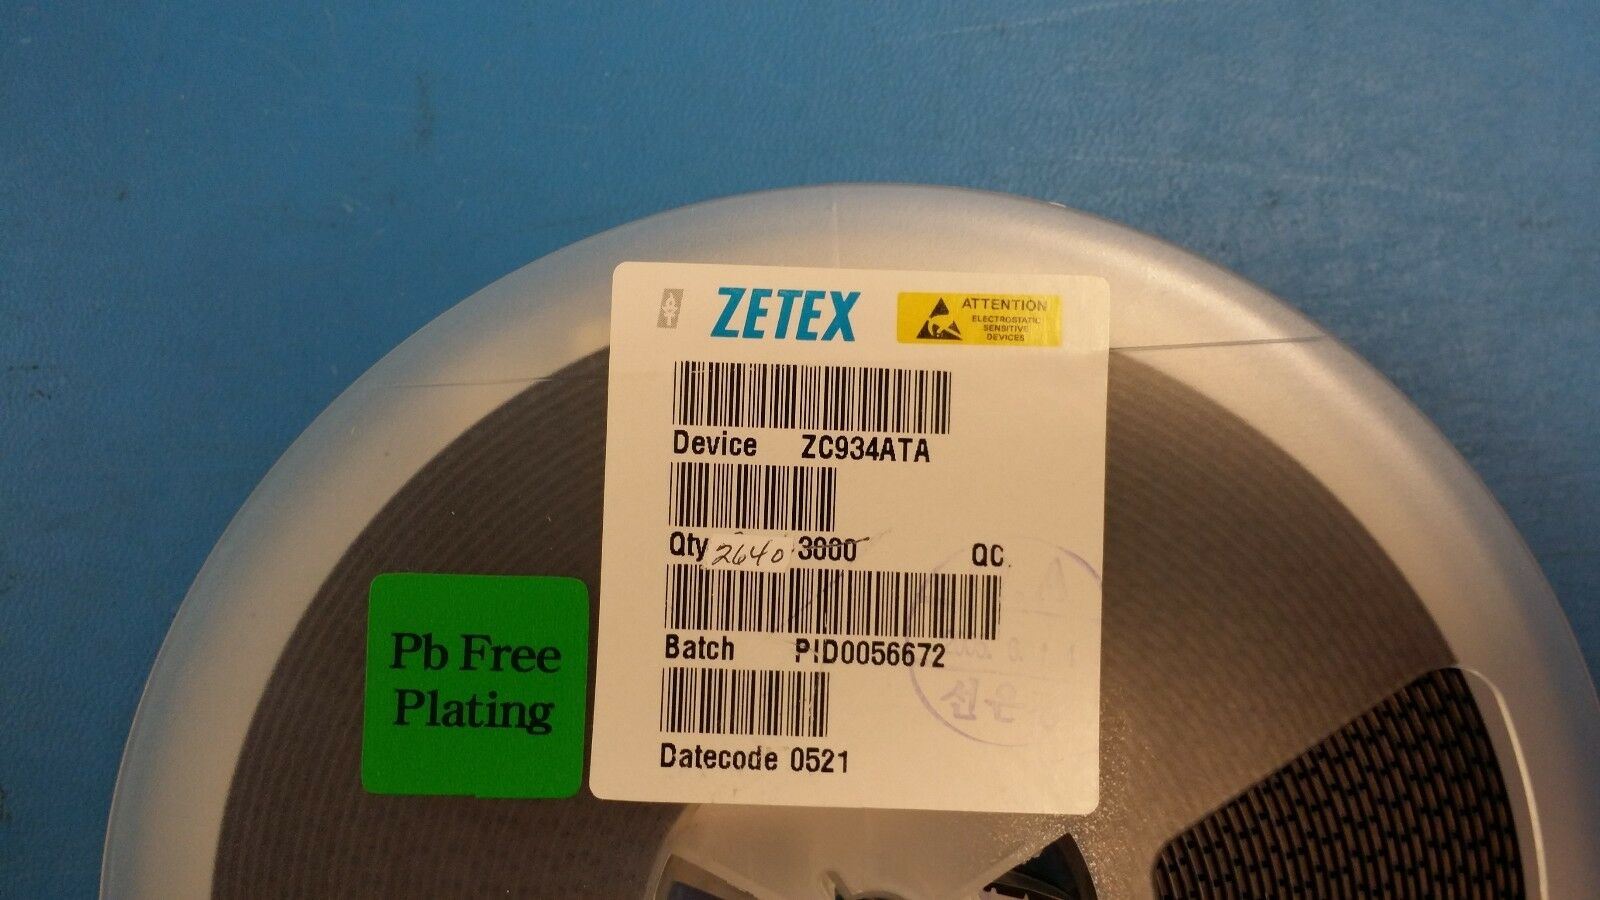 ZETEX
ATTENTION
ELECTROSTATIC
SENSITIVE
DEVICES
Device ZC934ATA
Qty 2640 3000 QC.
Batch PID0056672
Datecode 0521
Pb Free
Plating